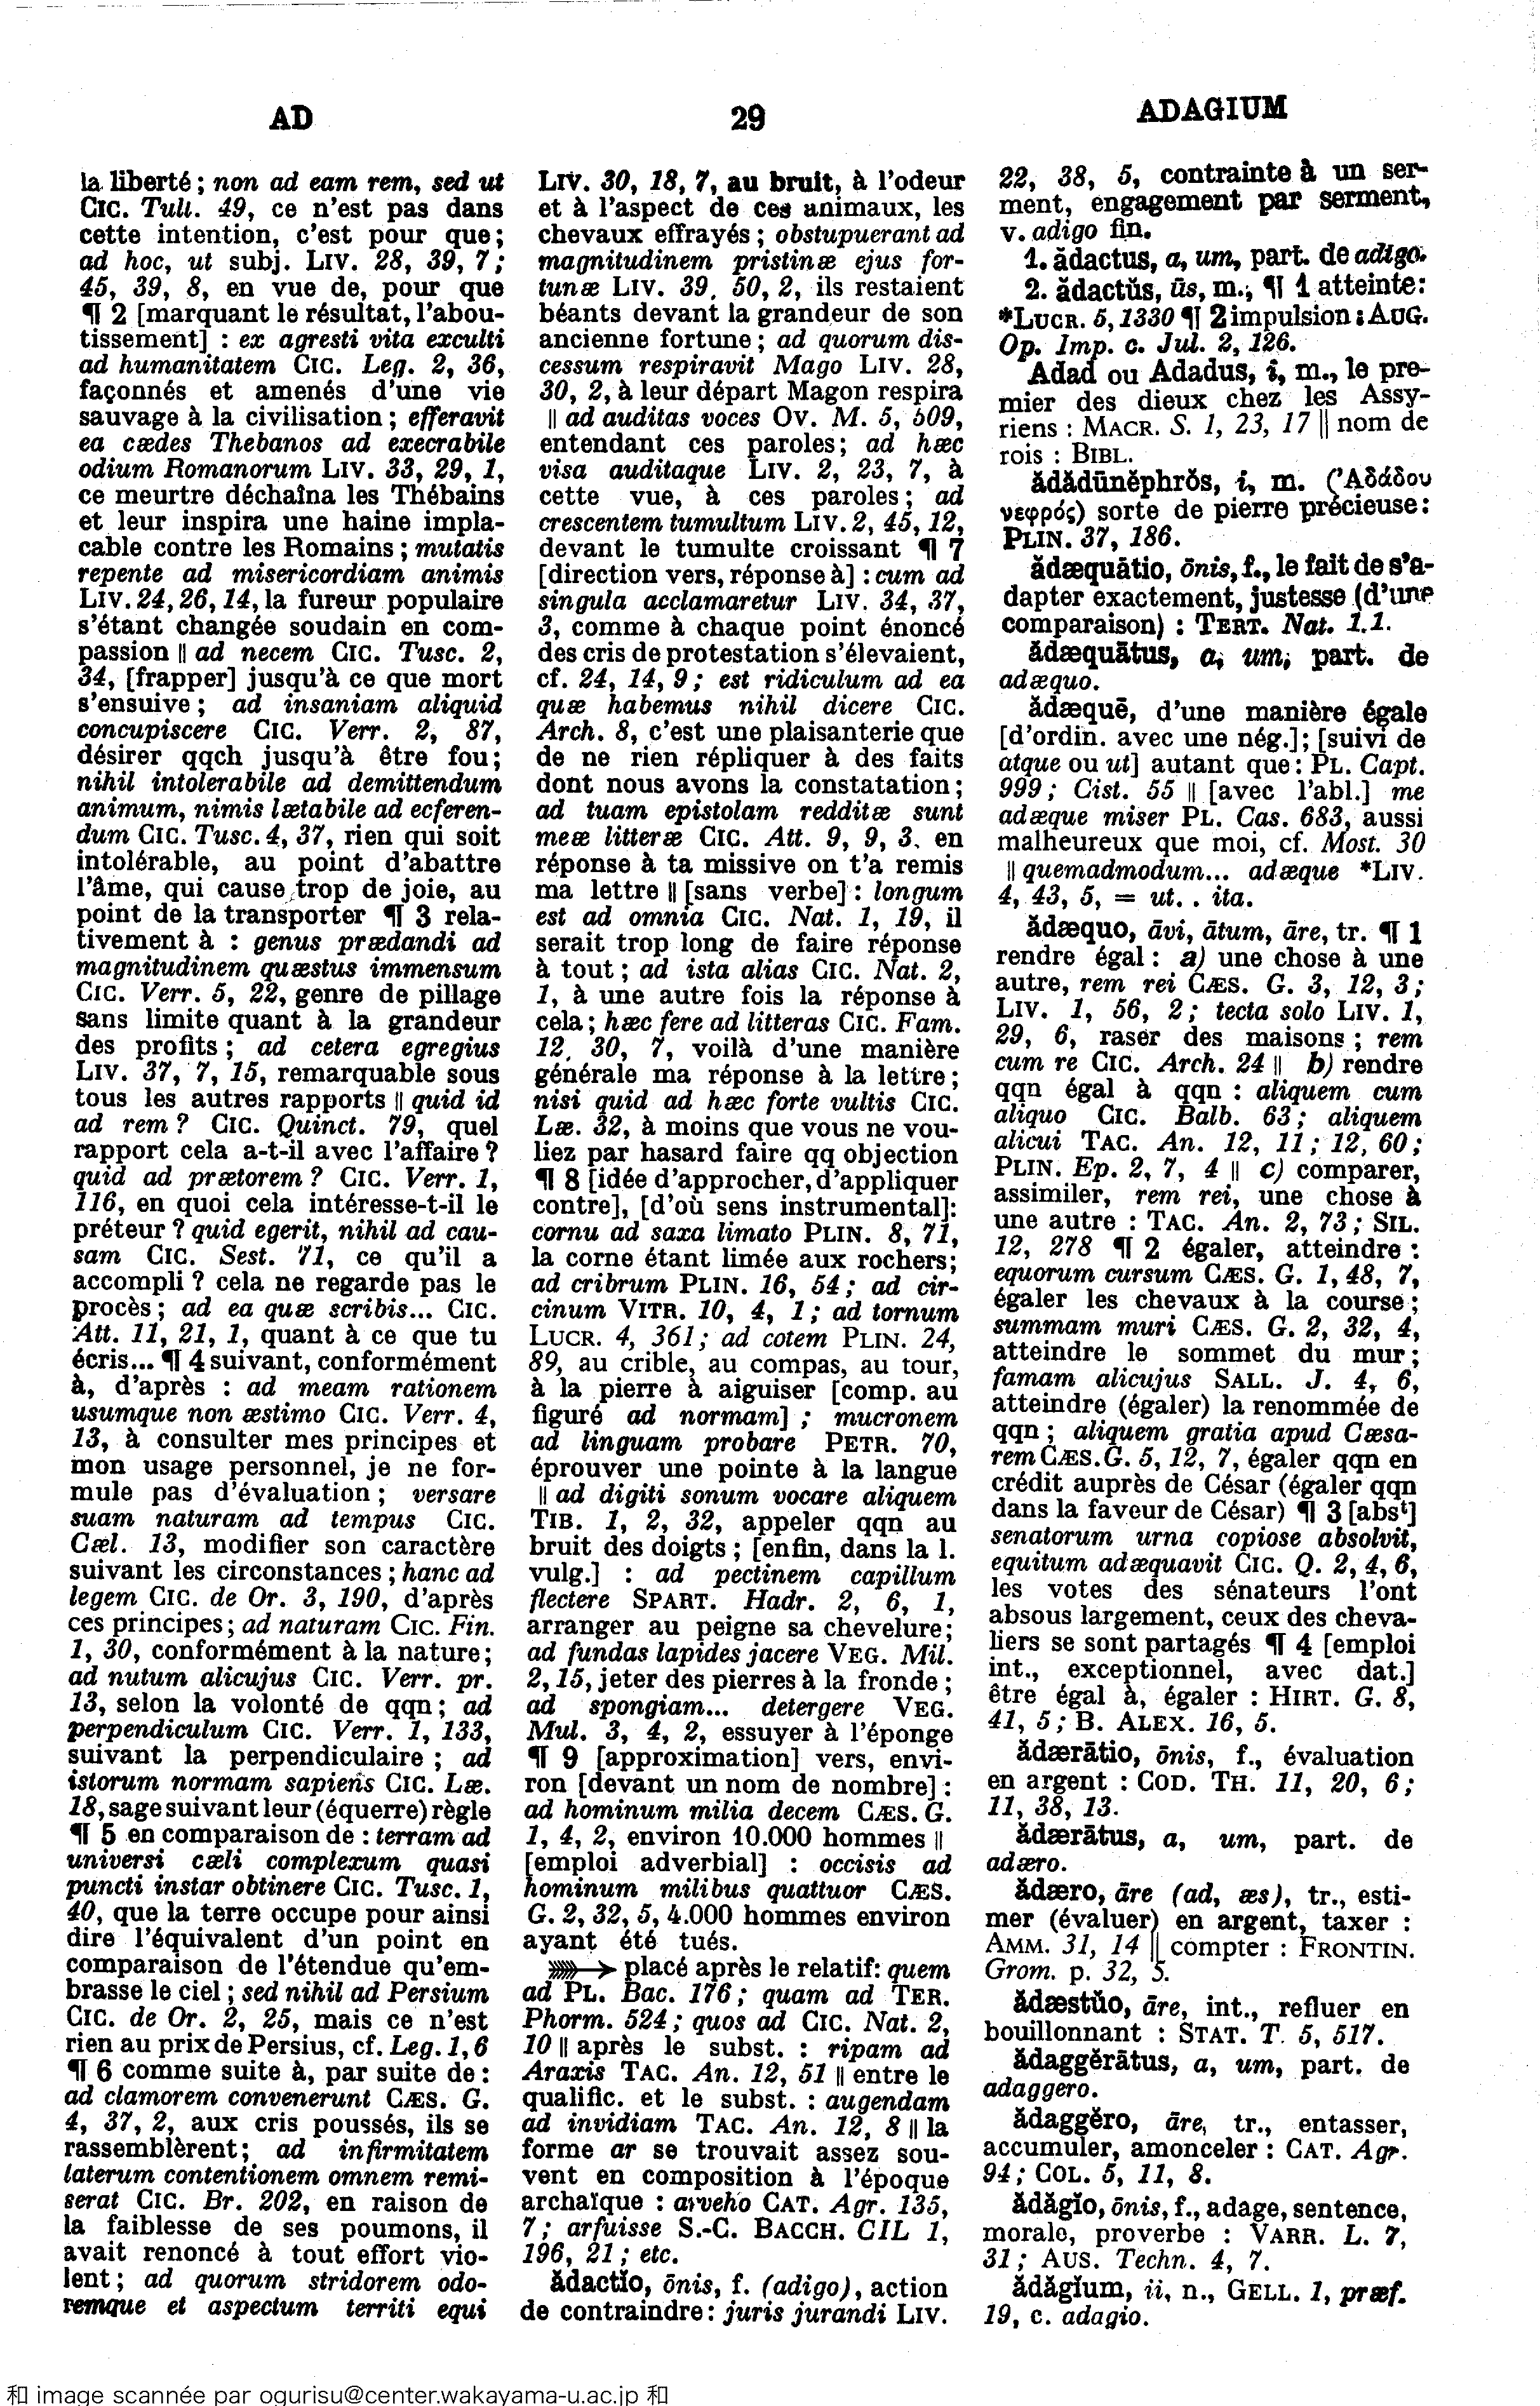 AD
29
ADAGIUM
la liberté ; non ad eam rem, sed ut
CIC. Tull. 49, ce n'est pas dans
cette intention, c'est pour que ;
ad hoc, ut subj. LIV. 28, 39, 7 ;
45, 39, 8, en vue de, pour que
¶ 2 [marquant le résultat, l'abou-
tissement] : ex agresti vita exculti
ad humanitatem CIC. Leg. 2, 36,
façonnés et amenés d'une vie
sauvage à la civilisation ; efferavit
ea cædes Thebanos ad execrabile
odium Romanorum LIV. 33, 29, 1,
ce meurtre déchaîna les Thébains
et leur inspira une haine impla-
cable contre les Romains ; mutatis
repente ad misericordiam animis
LIV. 24, 26, 14, la fureur populaire
s'étant changée soudain en com-
passion || ad necem CIC. Tusc. 2,
34, [frapper] jusqu'à ce que mort
s'ensuive ; ad insaniam aliquid
concupiscere CIC. Verr. 2, 87,
désirer qqch jusqu'à être fou ;
nihil intolerabile ad demittendum
animum, nimis lætabile ad ecferen-
dum CIC. Tusc. 4, 37, rien qui soit
intolérable, au point d'abattre
l'âme, qui cause trop de joie, au
point de la transporter ¶ 3 rela-
tivement à : genus prædandi ad
magnitudinem quæstus immensum
CIC. Verr. 5, 22, genre de pillage
sans limite quant à la grandeur
des profits ; ad cetera egregius
LIV. 37, 7, 15, remarquable sous
tous les autres rapports || quid id
ad rem ? CIC. Quinct. 79, quel
rapport cela a-t-il avec l'affaire ?
quid ad prætorem ? CIC. Verr. 1,
116, en quoi cela intéresse-t-il le
préteur ? quid egerit, nihil ad cau-
sam CIC. Sest. 71, ce qu'il a
accompli ? cela ne regarde pas le
procès ; ad ea quæ scribis... CIC.
Att. 11, 21, 1, quant à ce que tu
écris... ¶ 4 suivant, conformément
à, d'après : ad meam rationem
usumque non æstimo CIC. Verr. 4,
13, à consulter mes principes et
mon usage personnel, je ne for-
mule pas d'évaluation ; versare
suam naturam ad tempus CIC.
Cæl. 13, modifier son caractère
suivant les circonstances ; hanc ad
legem CIC. de Or. 3, 190, d'après
ces principes ; ad naturam CIC. Fin.
1, 30, conformément à la nature ;
ad nutum alicujus CIC. Verr. pr.
13, selon la volonté de qqn ; ad
perpendiculum CIC. Verr. 1, 133,
suivant la perpendiculaire ; ad
istorum normam sapiens CIC. Læ.
18, sage suivant leur (équerre) règle
¶ 5 en comparaison de : terram ad
universi cæli complexum quasi
puncti instar obtinere CIC. Tusc. 1,
40, que la terre occupe pour ainsi
dire l'équivalent d'un point en
comparaison de l'étendue qu'em-
brasse le ciel ; sed nihil ad Persium
CIC. de Or. 2, 25, mais ce n'est
rien au prix de Persius, cf. Leg. 1, 6
¶ 6 comme suite à, par suite de :
ad clamorem convenerunt CÆS. G.
4, 37, 2, aux cris poussés, ils se
rassemblèrent ; ad infirmitatem
laterum contentionem omnem remi-
serat CIC. Br. 202, en raison de
la faiblesse de ses poumons, il
avait renoncé à tout effort vio-
lent ; ad quorum stridorem odo-
remque et aspectum territi equi
LIV. 30, 18, 7, au bruit, à l'odeur
et à l'aspect de ces animaux, les
chevaux effrayés ; obstupuerant ad
magnitudinem pristinæ ejus for-
tunæ LIV. 39, 50, 2, ils restaient
béants devant la grandeur de son
ancienne fortune ; ad quorum dis-
cessum respiravit Mago LIV. 28,
30, 2, à leur départ Magon respira
|| ad auditas voces OV. M. 5, 509,
entendant ces paroles ; ad hæc
visa auditaque LIV. 2, 23, 7, à
cette vue, à ces paroles ; ad
crescentem tumultum LIV. 2, 45, 12,
devant le tumulte croissant ¶ 7
[direction vers, réponse à] : cum ad
singula acclamaretur LIV. 34, 37,
3, comme à chaque point énoncé
des cris de protestation s'élevaient,
cf. 24, 14, 9 ; est ridiculum ad ea
quæ habemus nihil dicere CIC.
Arch. 8, c'est une plaisanterie que
de ne rien répliquer à des faits
dont nous avons la constatation ;
ad tuam epistolam redditæ sunt
meæ litteræ CIC. Att. 9, 9, 3, en
réponse à ta missive on t'a remis
ma lettre || [sans verbe] : longum
est ad omnia CIC. Nat. 1, 19, il
serait trop long de faire réponse
à tout ; ad ista alias CIC. Nat. 2,
1, à une autre fois la réponse à
cela ; hæc fere ad litteras CIC. Fam.
12, 30, 7, voilà d'une manière
générale ma réponse à la lettre ;
nisi quid ad hæc forte vultis CIC.
Læ. 32, à moins que vous ne vou-
liez par hasard faire qq objection
¶ 8 [idée d'approcher, d'appliquer
contre], [d'où sens instrumental]:
cornu ad saxa limato PLIN. 8, 71,
la corne étant limée aux rochers ;
ad cribrum PLIN. 16, 54 ; ad cir-
cinum VITR. 10, 4, 1 ; ad tornum
LUCR. 4, 361 ; ad cotem PLIN. 24,
89, au crible, au compas, au tour,
à la pierre à aiguiser [comp. au
figuré ad normam] ; mucronem
ad linguam probare PETR. 70,
éprouver une pointe à la langue
|| ad digiti sonum vocare aliquem
TIB. 1, 2, 32, appeler qqn au
bruit des doigts ; [enfin, dans la l.
vulg.] : ad pectinem capillum
flectere SPART. Hadr. 2, 6, 1,
arranger au peigne sa chevelure ;
ad fundas lapides jacere VEG. Mil.
2, 15, jeter des pierres à la fronde ;
ad spongiam... detergere VEG.
Mul. 3, 4, 2, essuyer à l'éponge
¶ 9 [approximation] vers, envi-
ron [devant un nom de nombre] :
ad hominum milia decem CÆS. G.
1, 4, 2, environ 10.000 hommes ||
[emploi adverbial] : occisis ad
hominum milibus quattuor CÆS.
G. 2, 32, 5, 4.000 hommes environ
ayant été tués.
placé après le relatif : quem
ad PL. Bac. 176 ; quam ad TER.
Phorm. 524 ; quos ad CIC. Nat. 2,
10 || après le subst. : ripam ad
Araxis TAC. An. 12, 51 || entre le
qualific. et le subst. : augendam
ad invidiam TAC. An. 12, 8 || la
forme ar se trouvait assez sou-
vent en composition à l'époque
archaïque : arveho CAT. Agr. 135,
7 ; arfuisse S.-C. BACCH. CIL 1,
196, 21 ; etc.
ădactĭo, ōnis, f. (adigo), action
de contraindre : juris jurandi LIV.
22, 38, 5, contrainte à un ser-
ment, engagement par serment,
v. adigo fin.
1. ădactus, a, um, part. de adigo.
2. ădactŭs, ūs, m., ¶ 1 atteinte :
*LUCR. 5, 1330 ¶ 2 impulsion : AUG.
Op. Imp. c. Jul. 2, 126.
Adad ou Adadus, i, m., le pre-
mier des dieux chez les Assy-
riens : MACR. S. 1, 23, 17 || nom de
rois : BIBL.
ădădūnĕphrŏs, i, m. (Ἀδάδου
νεφρός) sorte de pierre précieuse :
PLIN. 37, 186.
ădæquātio, ōnis, f., le fait de s'a-
dapter exactement, justesse (d'une
comparaison) : TERT. Nat. 1.1.
ădæquātus, a, um, part. de
adæquo.
ădæquē, d'une manière égale
[d'ordin. avec une nég.] ; [suivi de
atque ou ut] autant que : PL. Capt.
999 ; Cist. 55 || [avec l'abl.] me
adæque miser PL. Cas. 683, aussi
malheureux que moi, cf. Most. 30
|| quemadmodum... adæque *LIV.
4, 43, 5, = ut. . ita.
ădæquo, āvi, ātum, āre, tr. ¶ 1
rendre égal : a) une chose à une
autre, rem rei CÆS. G. 3, 12, 3 ;
LIV. 1, 56, 2 ; tecta solo LIV. 1,
29, 6, raser des maisons ; rem
cum re CIC. Arch. 24 || b) rendre
qqn égal à qqn : aliquem cum
aliquo CIC. Balb. 63 ; aliquem
alicui TAC. An. 12, 11 ; 12, 60 ;
PLIN. Ep. 2, 7, 4 || c) comparer,
assimiler, rem rei, une chose à
une autre : TAC. An. 2, 73 ; SIL.
12, 278 ¶ 2 égaler, atteindre :
equorum cursum CÆS. G. 1, 48, 7,
égaler les chevaux à la course ;
summam muri CÆS. G. 2, 32, 4,
atteindre le sommet du mur ;
famam alicujus SALL. J. 4, 6,
atteindre (égaler) la renommée de
qqn ; aliquem gratia apud Cæsa-
rem CÆS. G. 5, 12, 7, égaler qqn en
crédit auprès de César (égaler qqn
dans la faveur de César) ¶ 3 [absᵗ]
senatorum urna copiose absolvit,
equitum adæquavit CIC. Q. 2, 4, 6,
les votes des sénateurs l'ont
absous largement, ceux des cheva-
liers se sont partagés ¶ 4 [emploi
int., exceptionnel, avec dat.]
être égal à, égaler : HIRT. G. 8,
41, 5 ; B. ALEX. 16, 5.
ădærātio, ōnis, f., évaluation
en argent : COD. TH. 11, 20, 6 ;
11, 38, 13.
ădærātus, a, um, part. de
adæro.
ădæro, āre (ad, æs), tr., esti-
mer (évaluer) en argent, taxer :
AMM. 31, 14 || compter : FRONTIN.
Grom. p. 32, 5.
ădæstŭo, āre, int., refluer en
bouillonnant : STAT. T. 5, 517.
ădaggĕrātus, a, um, part. de
adaggero.
ădaggĕro, āre, tr., entasser,
accumuler, amonceler : CAT. Agr.
94 ; COL. 5, 11, 8.
ădăgĭo, ōnis, f., adage, sentence,
morale, proverbe : VARR. L. 7,
31 ; AUS. Techn. 4, 7.
ădăgĭum, ii, n., GELL. 1, præf.
19, c. adagio.
和 image scannée par ogurisu@center.wakayama-u.ac.jp 和